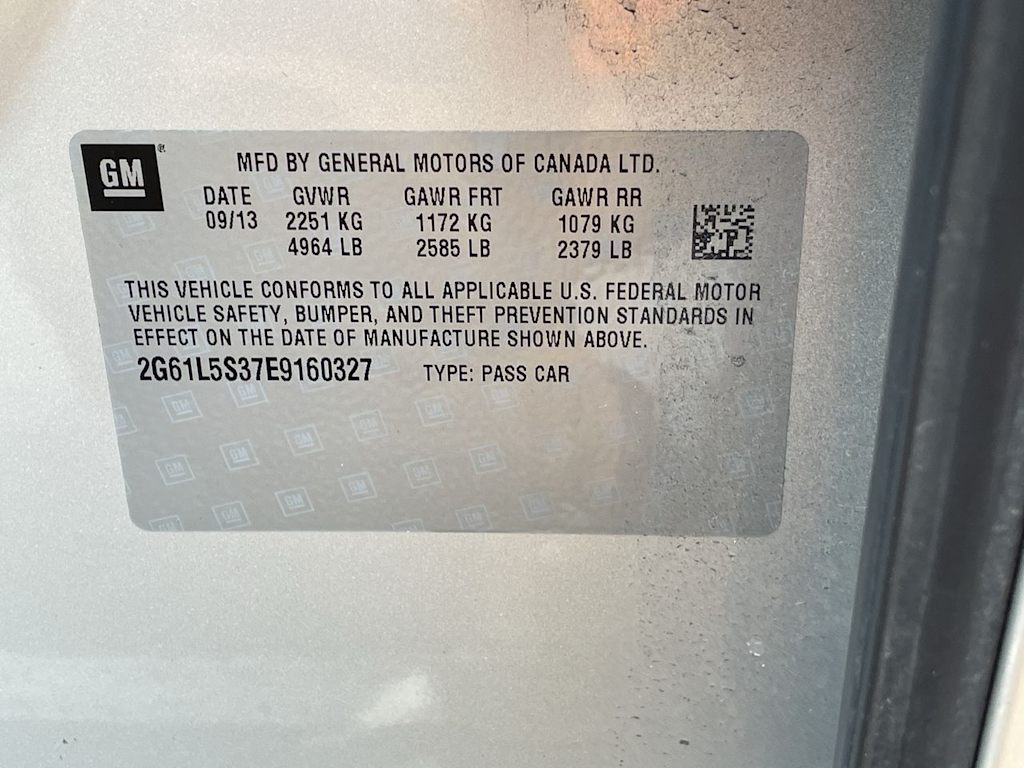 GM
MFD BY GENERAL MOTORS OF CANADA LTD.
DATE GVWR GAWR FRT GAWR RR
09/13 2251 KG 1172 KG 1079 KG
4964 LB 2585 LB 2379 LB
THIS VEHICLE CONFORMS TO ALL APPLICABLE U.S. FEDERAL MOTOR
VEHICLE SAFETY, BUMPER, AND THEFT PREVENTION STANDARDS IN
EFFECT ON THE DATE OF MANUFACTURE SHOWN ABOVE.
2G61L5S37E9160327 TYPE: PASS CAR